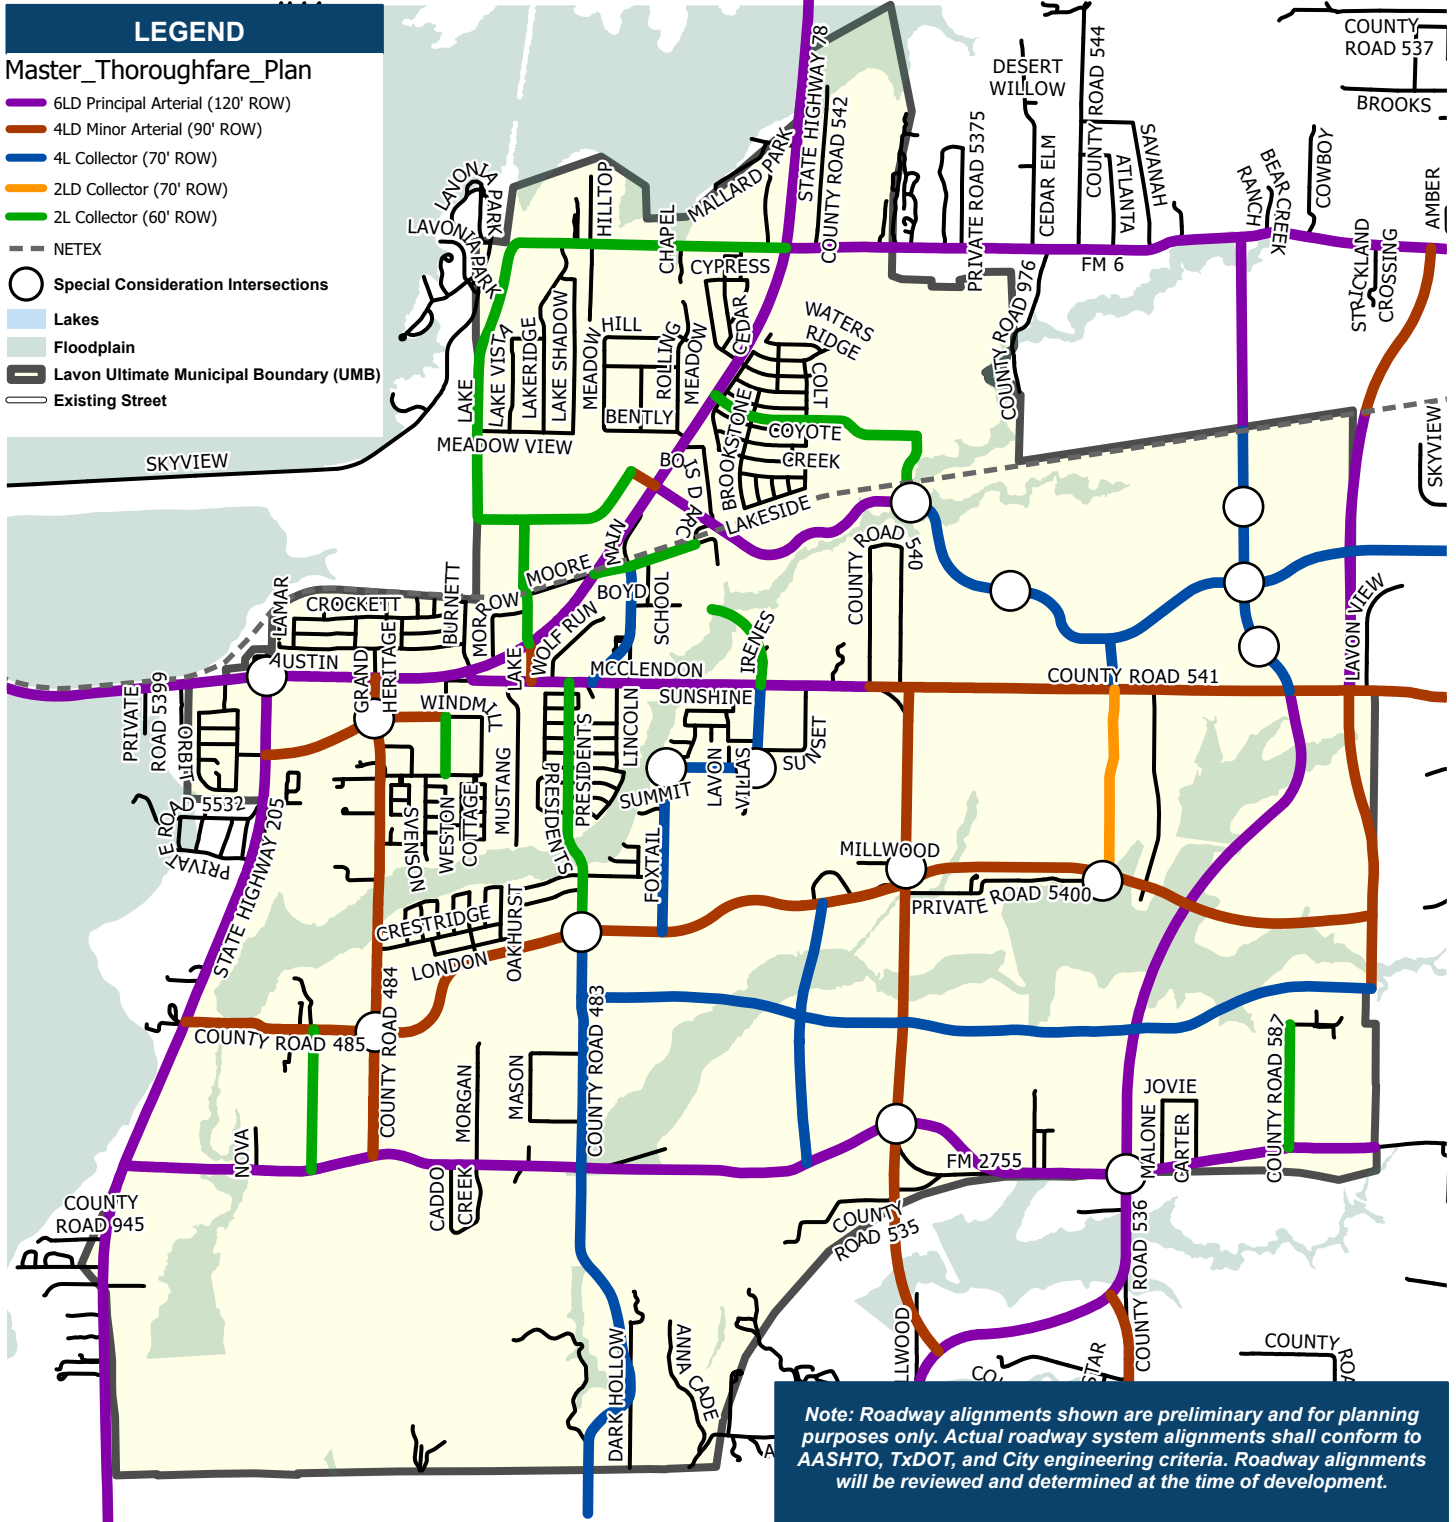 LEGEND
Master_Thoroughfare_Plan
6LD Principal Arterial (120' ROW)
4LD Minor Arterial (90' ROW)
4L Collector (70' ROW)
2LD Collector (70' ROW)
2L Collector (60' ROW)
NETEX
Special Consideration Intersections
Lakes
Floodplain
Lavon Ultimate Municipal Boundary (UMB)
Existing Street
STATE HIGHWAY 78
COUNTY ROAD 542
MALLARD PARK
HILLTOP
CHAPEL
CYPRESS
LAVONIA
PARK
LAVONIA PARK
PRIVATE ROAD 5375
DESERT
WILLOW
CEDAR ELM
COUNTY ROAD 544
COUNTY ROAD 544
ATLANTA
SAVANAH
COUNTY
ROAD 537
BROOKS
BEAR CREEK
RANCH
COWBOY
STRICKLAND
CROSSING
AMBER
FM 6
COUNTY ROAD 976
SKYVIEW
SKYVIEW
LAKE
LAKE VISTA
LAKERIDGE
LAKE SHADOW
MEADOW
HILL
BENTLY
ROLLING
MEADOW
CEDAR
WATERS
RIDGE
COLT
COYOTE
CREEK
BROOKSTONE
MEADOW VIEW
BOIS D ARC
LAKESIDE
MAIN
MOORE
BOYD
SCHOOL
WOLF RUN
MORROW
BURNETT
CROCKETT
LAMAR
AUSTIN
GRAND
HERITAGE
LAKE
MCCLENDON
IRENES
COUNTY ROAD
540
COUNTY ROAD 541
LAVON VIEW
SUNSHINE
SUNSET
LAVON
VILLAS
SUMMIT
LINCOLN
PRESIDENTS
PRESIDENTS
WINDMILL
MUSTANG
COTTAGE
WESTON
SVENSON
PRIVATE
ROAD 5399
ORBIT
PRIVATE ROAD 5532
PRIVATE
STATE HIGHWAY 205
FOXTAIL
MILLWOOD
PRIVATE ROAD 5400
CRESTRIDGE
LONDON
OAKHURST
COUNTY ROAD 484
COUNTY ROAD 485
COUNTY ROAD 483
MASON
MORGAN
NOVA
CADDO
CREEK
COUNTY
ROAD 945
JOVIE
MALONE
CARTER
COUNTY ROAD 587
FM 2755
COUNTY
ROAD 535
COUNTY ROAD 536
LLWOOD
STAR
COUNTY
DARK HOLLOW
ANNA CADE
Note: Roadway alignments shown are preliminary and for planning
purposes only. Actual roadway system alignments shall conform to
AASHTO, TxDOT, and City engineering criteria. Roadway alignments
will be reviewed and determined at the time of development.